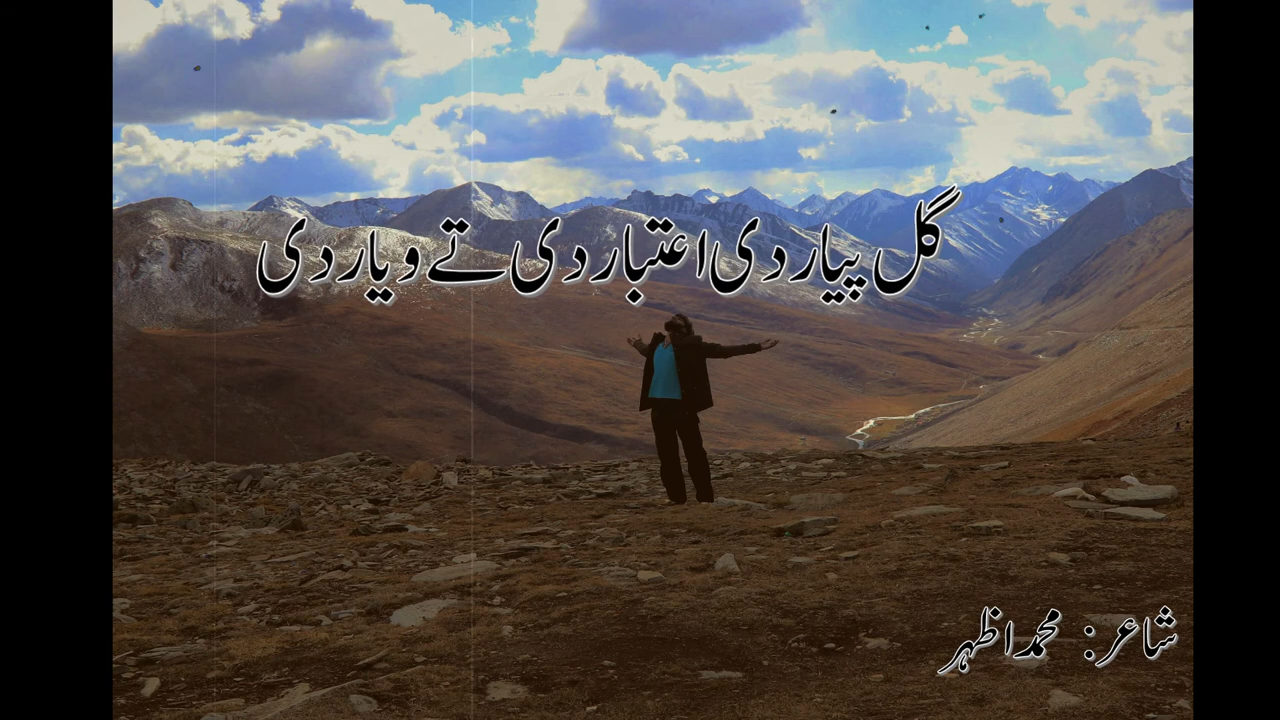 گل پیار دی اعتبار دی تے ویار دی
شاعر: محمد اظہر